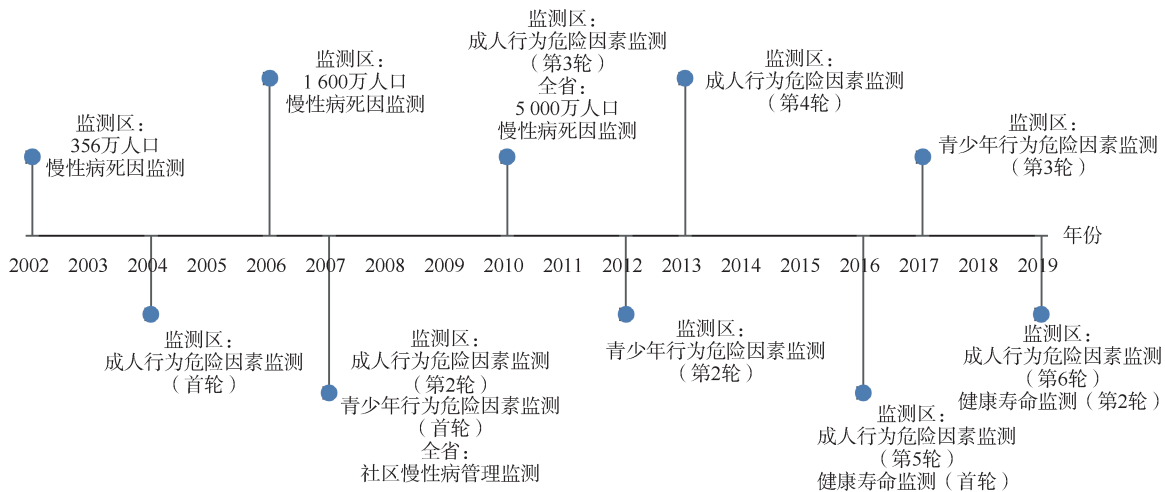 监测区：
356万人口
慢性病死因监测
监测区：
1 600万人口
慢性病死因监测
监测区：
成人行为危险因素监测
（第3轮）
全省：
5 000万人口
慢性病死因监测
监测区：
成人行为危险因素监测
（第4轮）
监测区：
青少年行为危险因素监测
（第3轮）
年份
2002 2003 2004 2005 2006 2007 2008 2009 2010 2011 2012 2013 2014 2015 2016 2017 2018 2019
监测区：
成人行为危险因素监测
（首轮）
监测区：
成人行为危险因素监测
（第2轮）
青少年行为危险因素监测
（首轮）
全省：
社区慢性病管理监测
监测区：
青少年行为危险因素监测
（第2轮）
监测区：
成人行为危险因素监测
（第5轮）
健康寿命监测（首轮）
监测区：
成人行为危险因素监测
（第6轮）
健康寿命监测（第2轮）